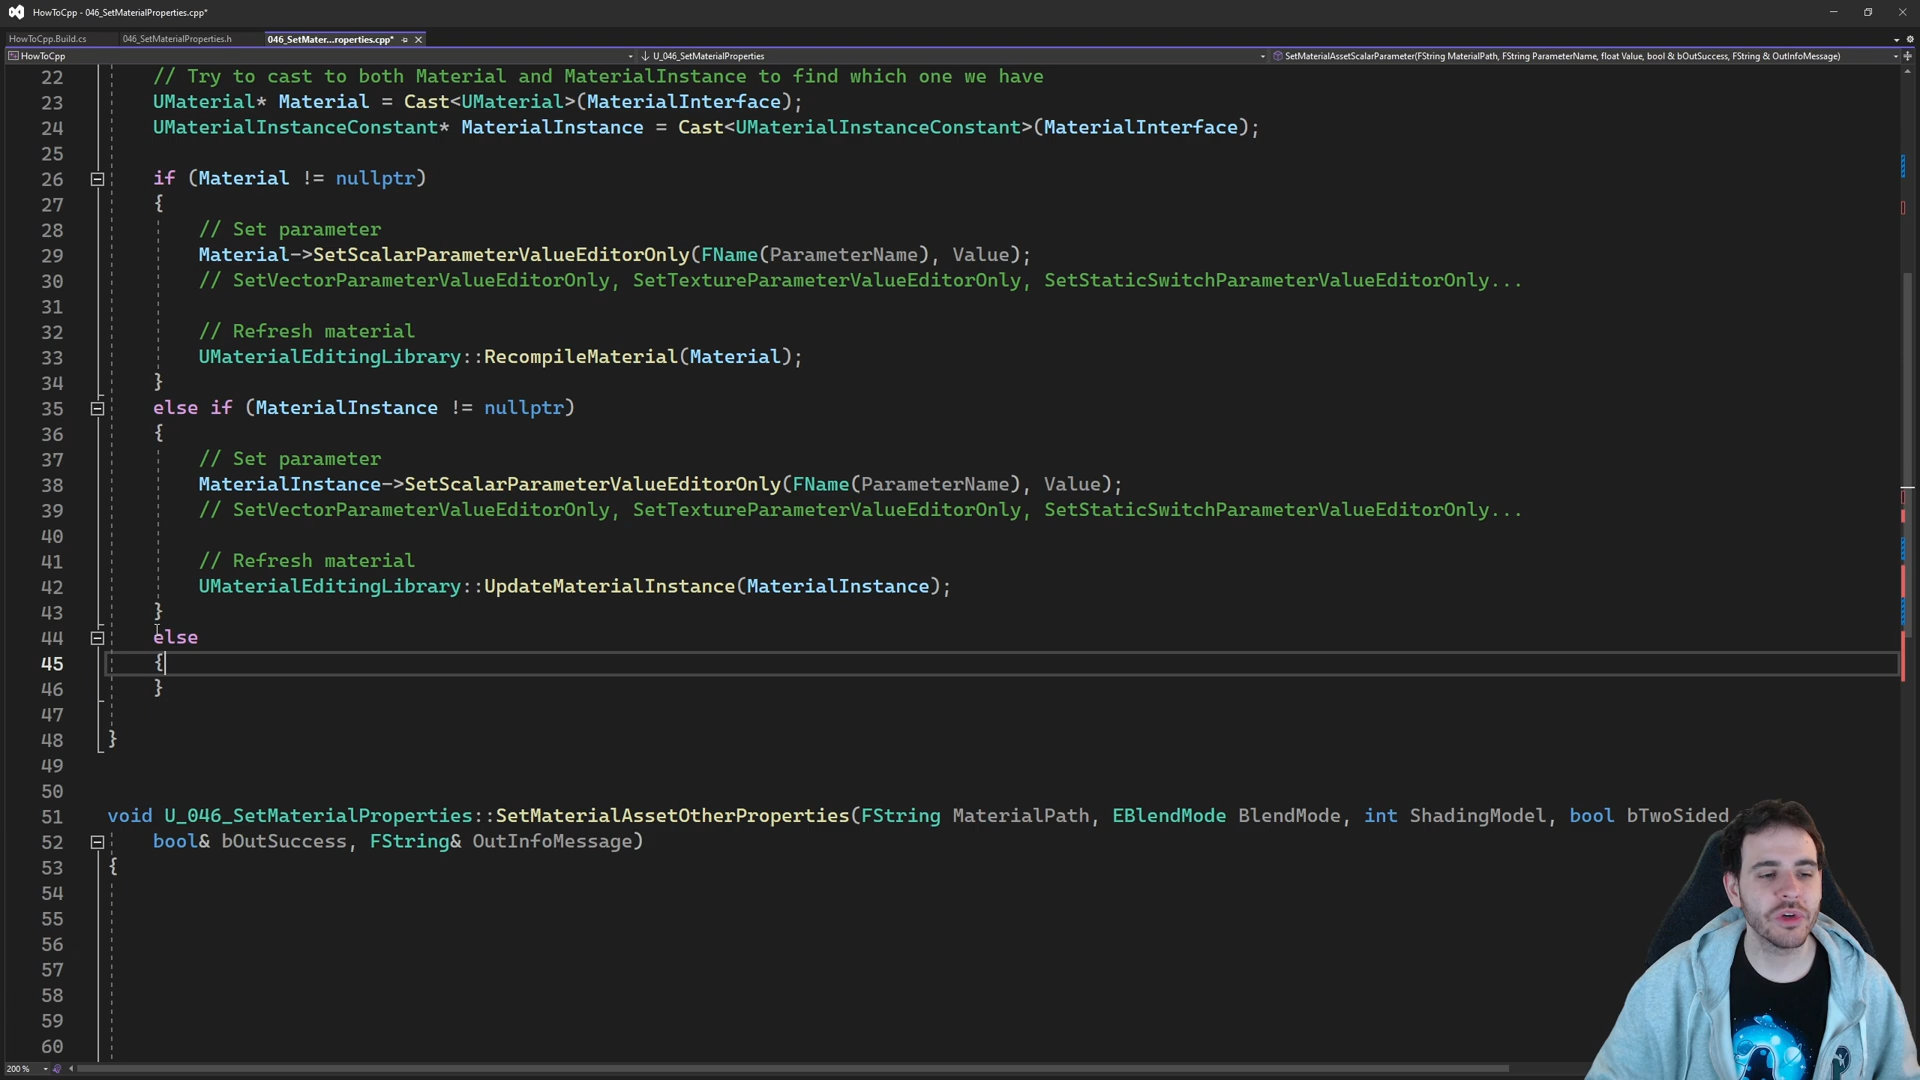 HowToCpp - 046_SetMaterialProperties.cpp*
HowToCpp.Build.cs
046_SetMaterialProperties.h
046_SetMater...roperties.cpp*
HowToCpp
U_046_SetMaterialProperties
SetMaterialAssetScalarParameter(FString MaterialPath, FString ParameterName, float Value, bool & bOutSuccess, FString & OutInfoMessage)
22 // Try to cast to both Material and MaterialInstance to find which one we have
23 UMaterial* Material = Cast<UMaterial>(MaterialInterface);
24 UMaterialInstanceConstant* MaterialInstance = Cast<UMaterialInstanceConstant>(MaterialInterface);
25
26 if (Material != nullptr)
27 {
28 // Set parameter
29 Material->SetScalarParameterValueEditorOnly(FName(ParameterName), Value);
30 // SetVectorParameterValueEditorOnly, SetTextureParameterValueEditorOnly, SetStaticSwitchParameterValueEditorOnly...
31
32 // Refresh material
33 UMaterialEditingLibrary::RecompileMaterial(Material);
34 }
35 else if (MaterialInstance != nullptr)
36 {
37 // Set parameter
38 MaterialInstance->SetScalarParameterValueEditorOnly(FName(ParameterName), Value);
39 // SetVectorParameterValueEditorOnly, SetTextureParameterValueEditorOnly, SetStaticSwitchParameterValueEditorOnly...
40
41 // Refresh material
42 UMaterialEditingLibrary::UpdateMaterialInstance(MaterialInstance);
43 }
44 else
45 {
46 }
47
48 }
49
50
51 void U_046_SetMaterialProperties::SetMaterialAssetOtherProperties(FString MaterialPath, EBlendMode BlendMode, int ShadingModel, bool bTwoSided
52 bool& bOutSuccess, FString& OutInfoMessage)
53 {
54
55
56
57
58
59
60
200 %